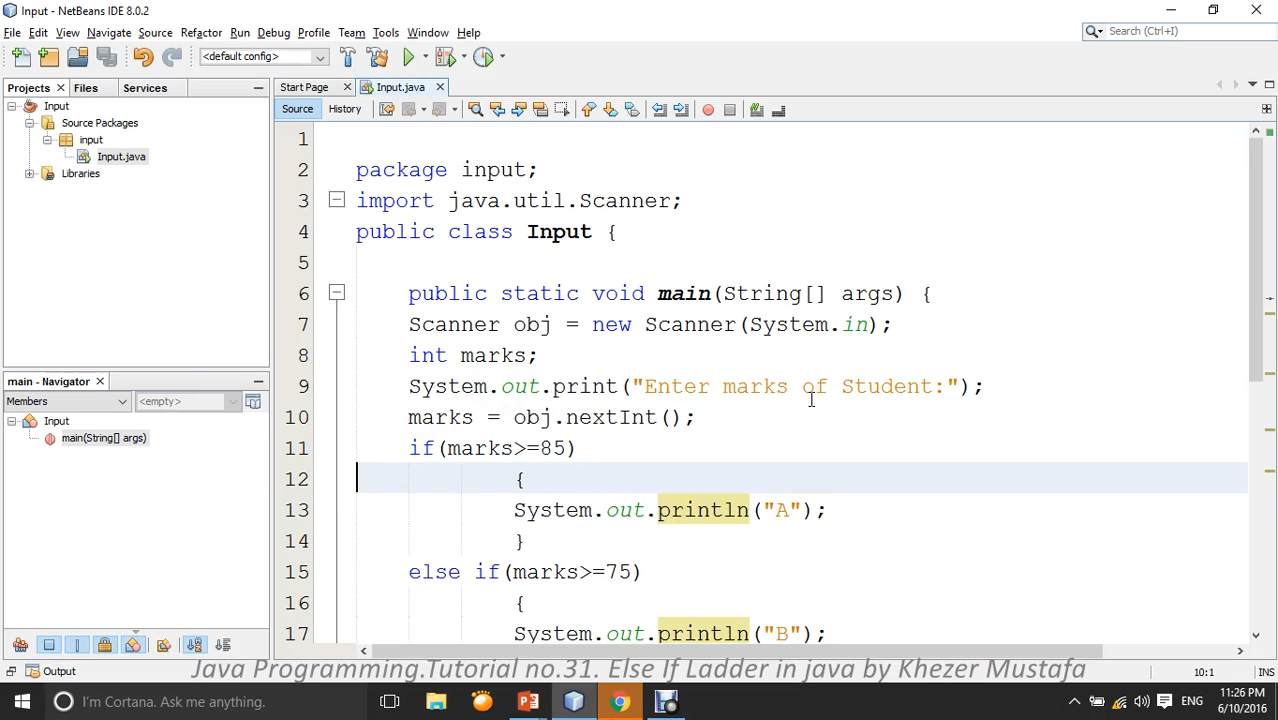 Input - NetBeans IDE 8.0.2
File Edit View Navigate Source Refactor Run Debug Profile Team Tools Window Help
Search (Ctrl+I)
<default config>
Projects Files Services
Start Page Input.java
Source History
Input
Source Packages
input
Input.java
Libraries
1
2 package input;
3 import java.util.Scanner;
4 public class Input {
5
6 public static void main(String[] args) {
7 Scanner obj = new Scanner(System.in);
8 int marks;
9 System.out.print("Enter marks of Student:");
10 marks = obj.nextInt();
11 if(marks>=85)
12 {
13 System.out.println("A");
14 }
15 else if(marks>=75)
16 {
17 System.out.println("B");
main - Navigator
Members <empty>
Input
main(String[] args)
Output
10:1 INS
Java Programming.Tutorial no.31. Else If Ladder in java by Khezer Mustafa
I'm Cortana. Ask me anything.
ENG
11:26 PM
6/10/2016